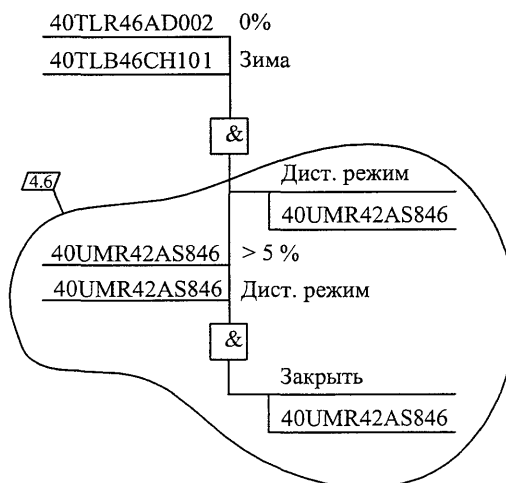 40TLR46AD002 0%
40TLB46CH101 Зима
&
4.6
Дист. режим
40UMR42AS846
40UMR42AS846 > 5 %
40UMR42AS846 Дист. режим
&
Закрыть
40UMR42AS846